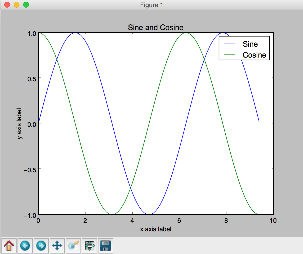 Figure 1
Sine and Cosine
Sine
Cosine
1.0
0.5
0.0
−0.5
−1.0
y axis label
0
2
4
6
8
10
x axis label